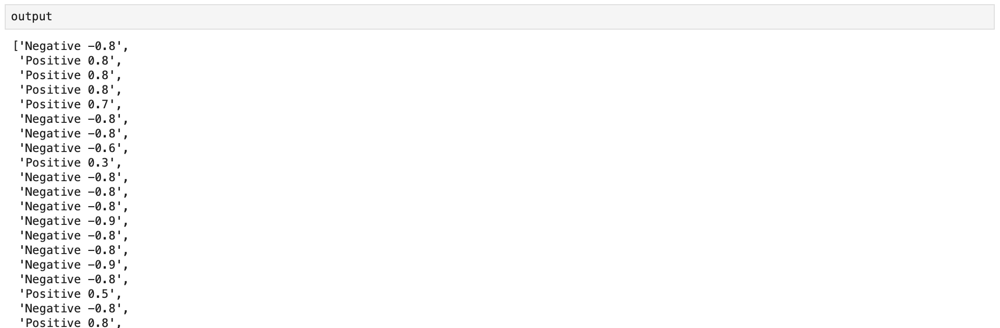 output
['Negative -0.8',
'Positive 0.8',
'Positive 0.8',
'Positive 0.8',
'Positive 0.7',
'Negative -0.8',
'Negative -0.8',
'Negative -0.6',
'Positive 0.3',
'Negative -0.8',
'Negative -0.8',
'Negative -0.8',
'Negative -0.9',
'Negative -0.8',
'Negative -0.8',
'Negative -0.9',
'Negative -0.8',
'Positive 0.5',
'Negative -0.8',
'Positive 0.8',